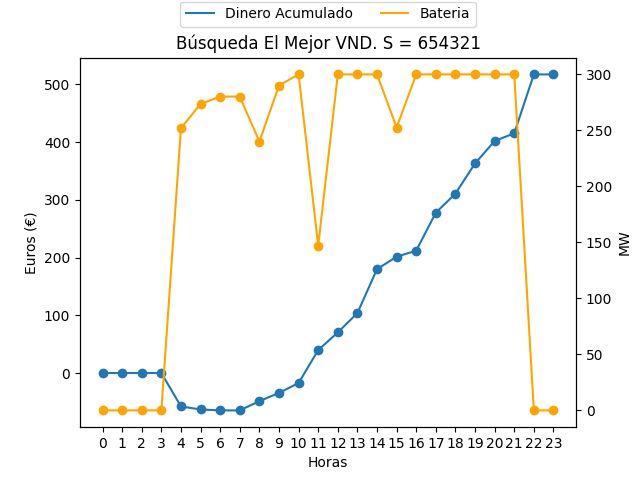 Dinero Acumulado Bateria
Búsqueda El Mejor VND. S = 654321
500
400
300
200
100
0
Euros (€)
300
250
200
150
100
50
0
MW
0 1 2 3 4 5 6 7 8 9 10 11 12 13 14 15 16 17 18 19 20 21 22 23
Horas